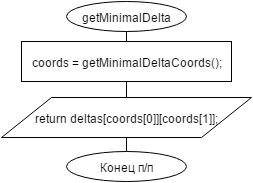 getMinimalDelta
coords = getMinimalDeltaCoords();
return deltas[coords[0]][coords[1]];
Конец п/п